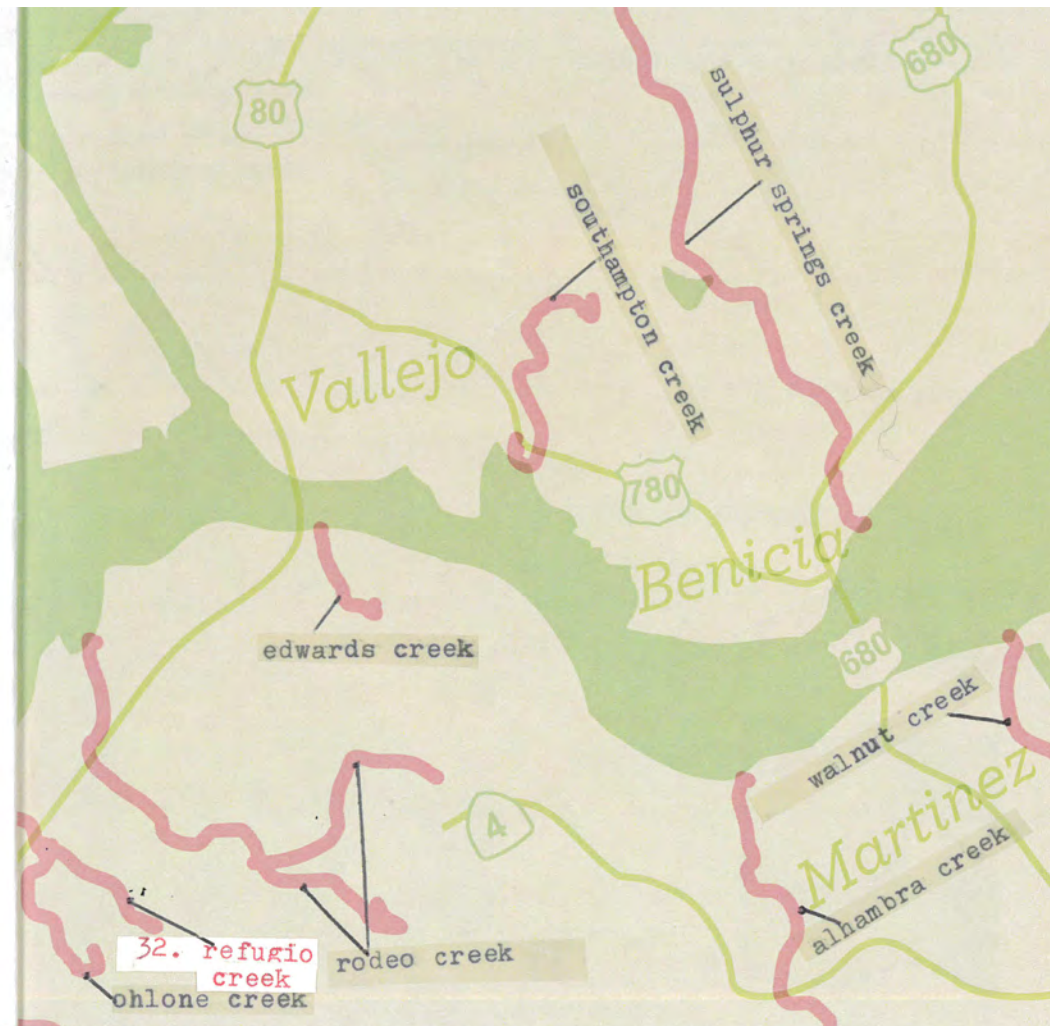 680
80
sulphur springs creek
southampton creek
Vallejo
780
Benicia
edwards creek
680
walnut creek
Martinez
4
alhambra creek
32. refugio
creek
rodeo creek
ohlone creek